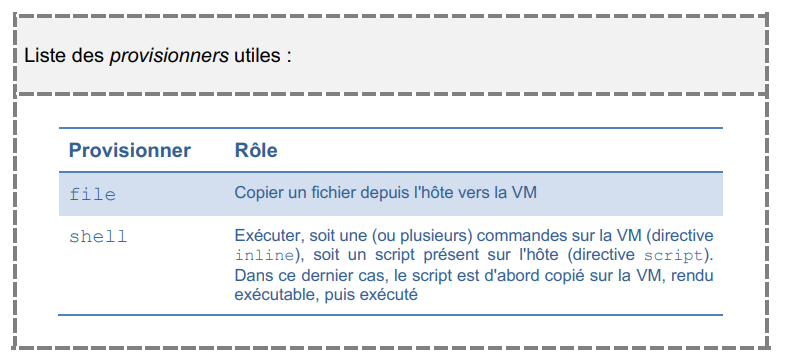 Liste des provisionners utiles :
Provisioner Rôle
file Copier un fichier depuis l'hôte vers la VM
shell Exécuter, soit une (ou plusieurs) commandes sur la VM (directive
inline), soit un script présent sur l'hôte (directive script).
Dans ce dernier cas, le script est d'abord copié sur la VM, rendu
exécutable, puis exécuté